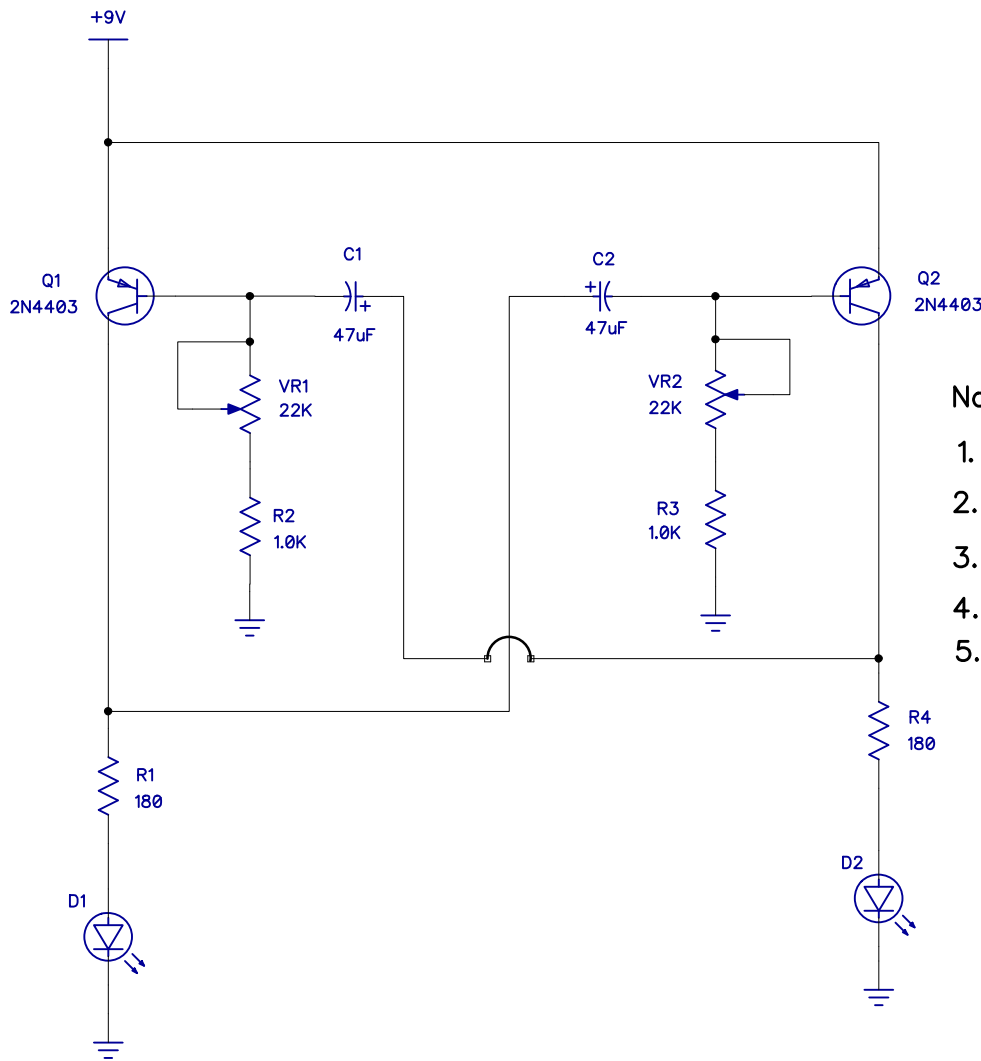 +9V
C1
C2
Q1
2N4403
Q2
2N4403
+
+
47uF
47uF
VR1
22K
VR2
22K
1.
2.
R2
1.0K
R3
1.0K
3.
4.
5.
R4
180
R1
180
D2
D1